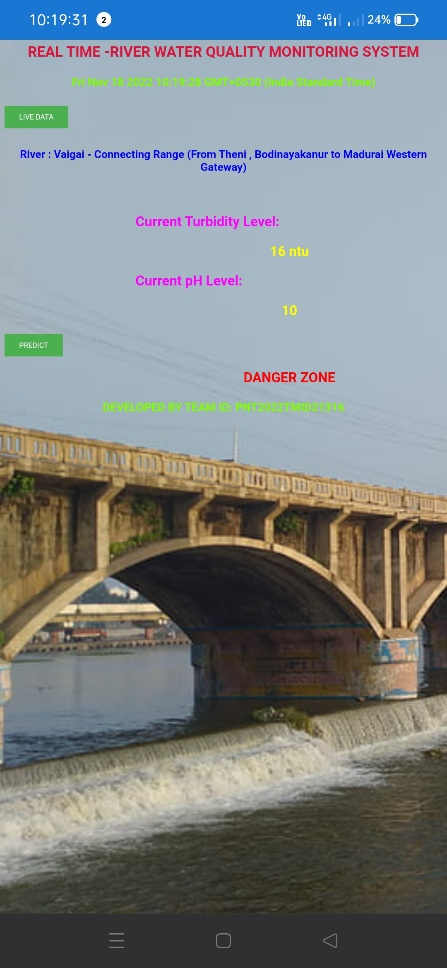 10:19:31 2 Vo LTE 4G 24%
REAL TIME -RIVER WATER QUALITY MONITORING SYSTEM
Fri Nov 18 2022 10:19:28 GMT+0530 (India Standard Time)
LIVE DATA
River : Vaigai - Connecting Range (From Theni , Bodinayakanur to Madurai Western
Gateway)
Current Turbidity Level:
16 ntu
Current pH Level:
10
PREDICT
DANGER ZONE
DEVELOPED BY TEAM ID: